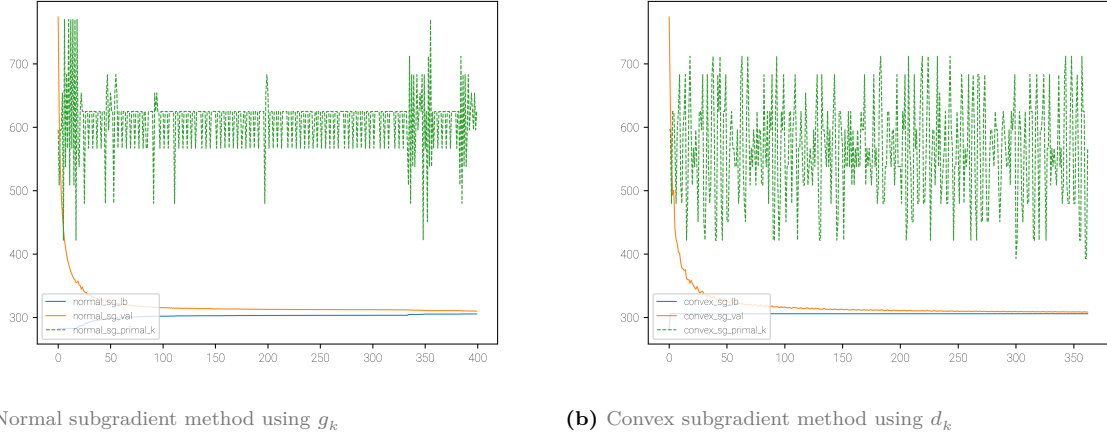 700
600
500
400
300
normal_sg_lb
normal_sg_val
normal_sg_primal_k
0 50 100 150 200 250 300 350 400
Normal subgradient method using g_k
700
600
500
400
300
convex_sg_lb
convex_sg_val
convex_sg_primal_k
0 50 100 150 200 250 300 350
(b) Convex subgradient method using d_k